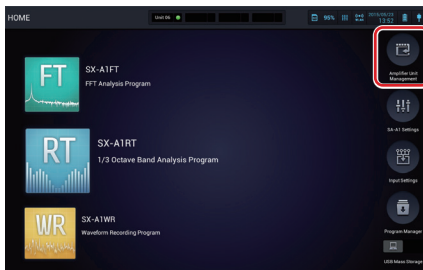 HOME
Unit 06
95%
2023/08/23
13:52
FT
SX-A1FT
FFT Analysis Program
RT
SX-A1RT
1/3 Octave Band Analysis Program
WR
SX-A1WR
Waveform Recording Program
Amplifier Unit
Management
SA-A1 Settings
Input Settings
Program Manager
USB Mass Storage